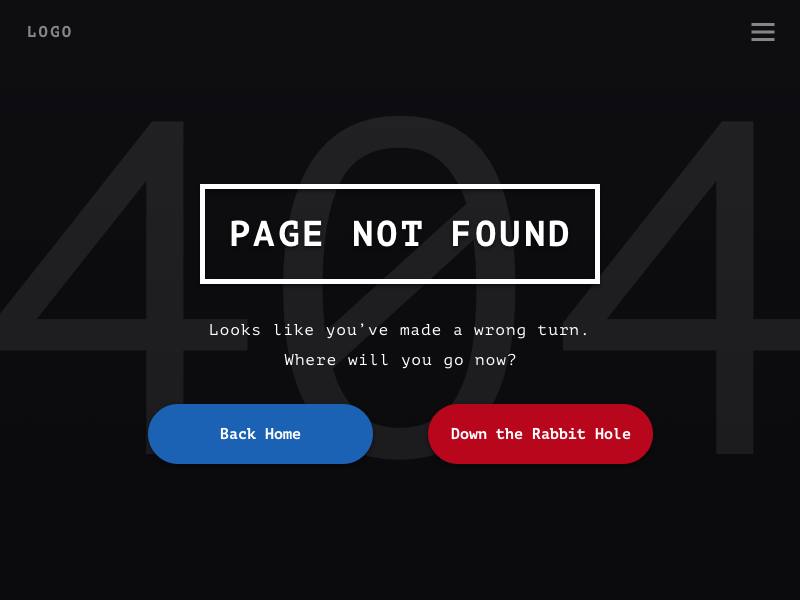 LOGO
404
PAGE NOT FOUND
Looks like you’ve made a wrong turn.
Where will you go now?
Back Home
Down the Rabbit Hole